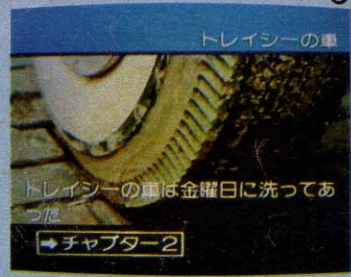 トレイシーの車
トレイシーの車は金曜日に洗ってあ
った
➡チャプター2